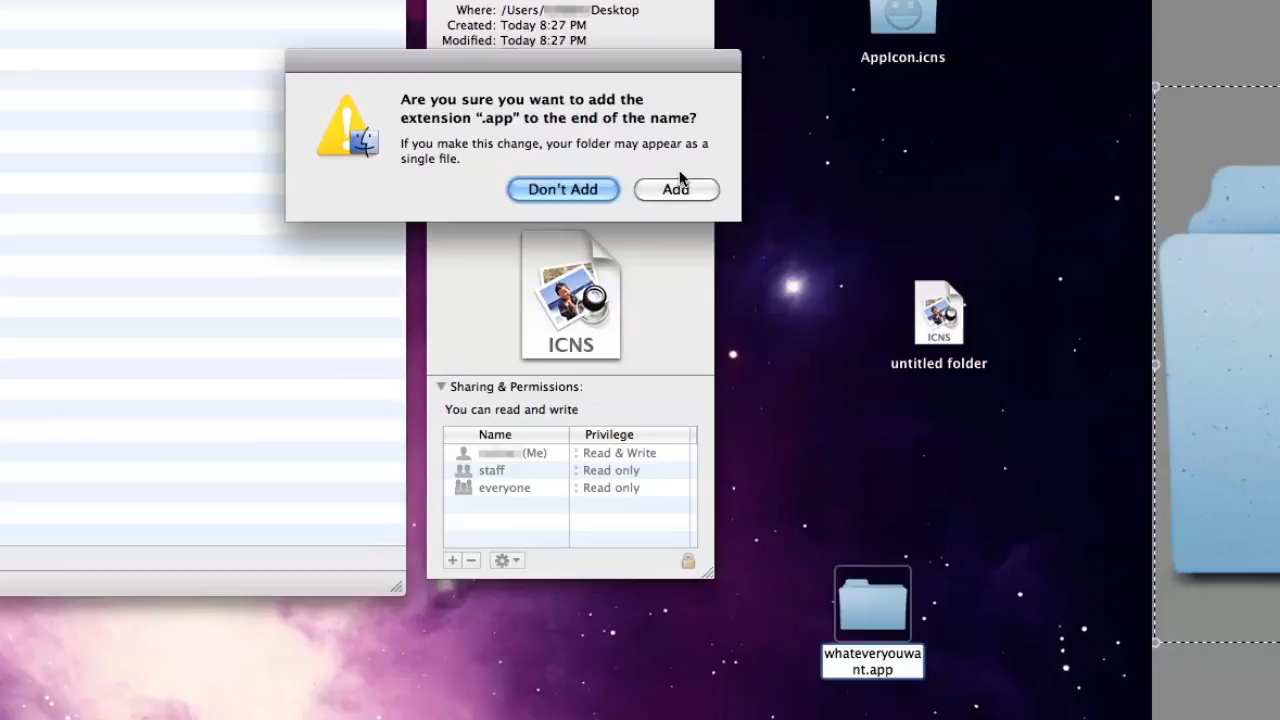 Where: /Users/ Desktop
Created: Today 8:27 PM
Modified: Today 8:27 PM
AppIcon.icns
Are you sure you want to add the
extension “.app” to the end of the name?
If you make this change, your folder may appear as a
single file.
Don't Add
Add
ICNS
ICNS
untitled folder
Sharing & Permissions:
You can read and write
Name Privilege
(Me) Read & Write
staff Read only
everyone Read only
whateveryouwa
nt.app